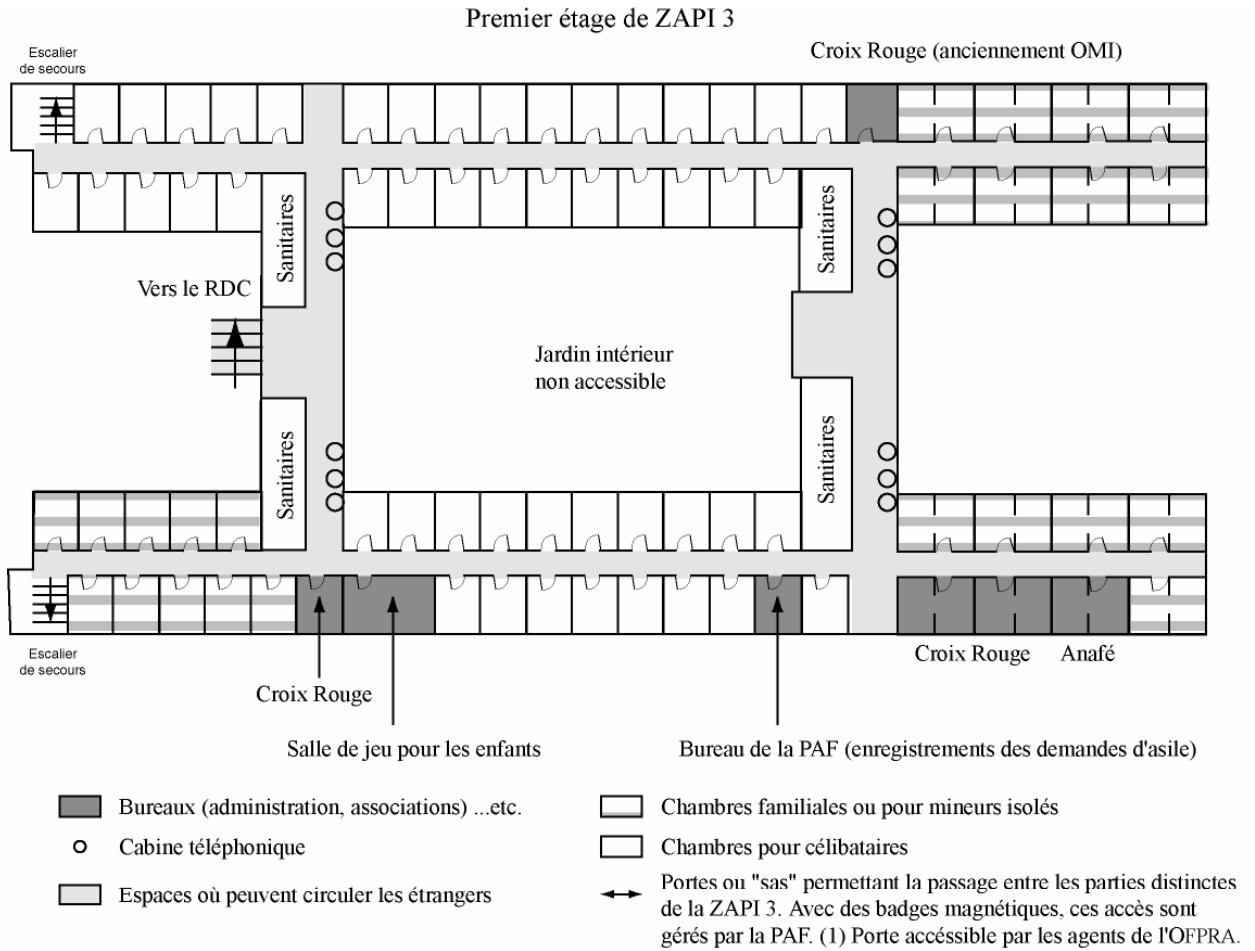 Premier étage de ZAPI 3
Escalier
de secours
Croix Rouge (anciennement OMI)
Sanitaires
Sanitaires
Vers le RDC
Jardin intérieur
non accessible
Sanitaires
Sanitaires
Escalier
de secours
Croix Rouge
Anafé
Croix Rouge
Salle de jeu pour les enfants
Bureau de la PAF (enregistrements des demandes d'asile)
Bureaux (administration, associations) ...etc.
Cabine téléphonique
Espaces où peuvent circuler les étrangers
Chambres familiales ou pour mineurs isolés
Chambres pour célibataires
Portes ou "sas" permettant la passage entre les parties distinctes
de la ZAPI 3. Avec des badges magnétiques, ces accès sont
gérés par la PAF. (1) Porte accéssible par les agents de l'OFPRA.